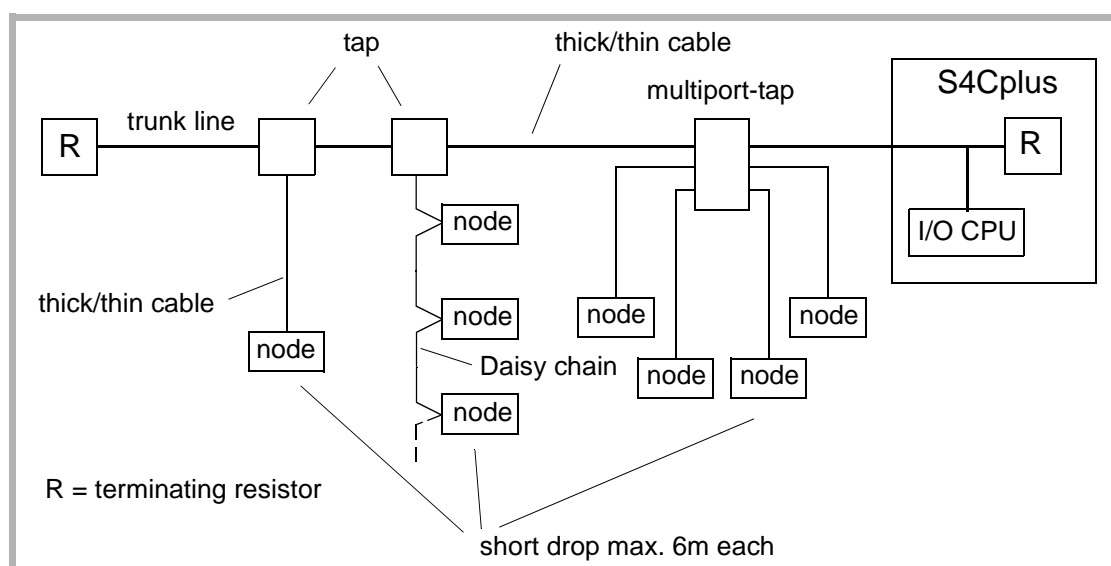 tap
thick/thin cable
S4Cplus
multiport-tap
trunk line
R
R
node
I/O CPU
thick/thin cable
node
node
node
node
Daisy chain
node
node
node
R = terminating resistor
short drop max. 6m each